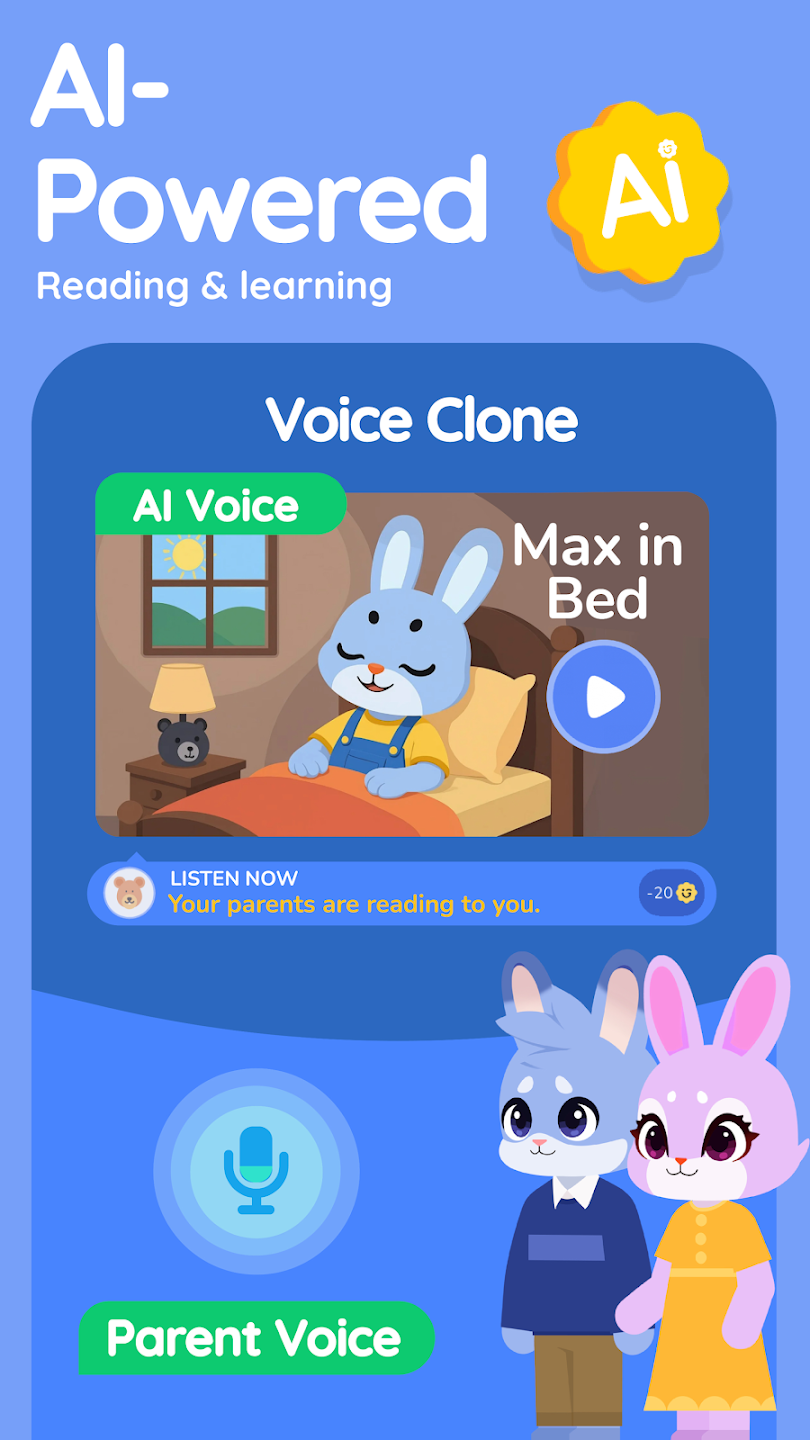 AI-
Powered
Reading & learning
Ai
Voice Clone
AI Voice
Max in
Bed
LISTEN NOW
Your parents are reading to you.
-20
Parent Voice